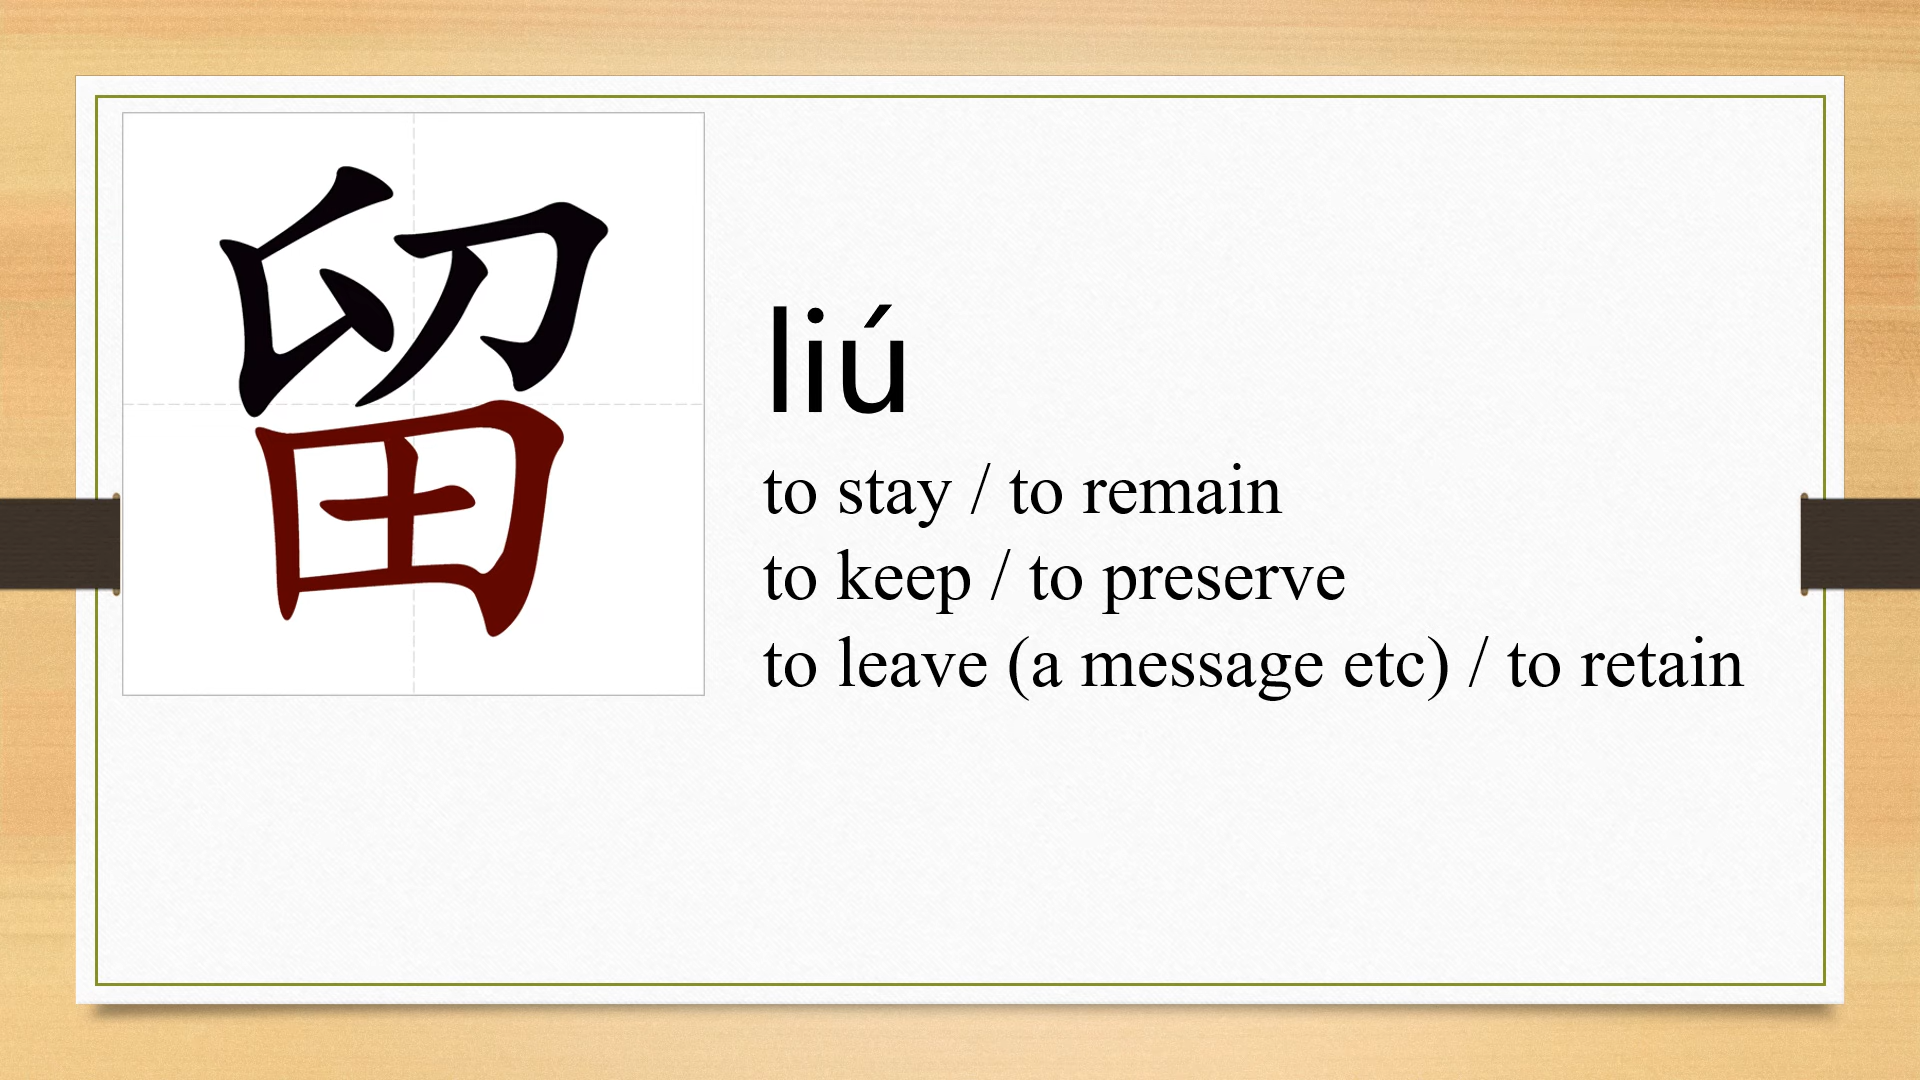 留
liú
to stay / to remain
to keep / to preserve
to leave (a message etc) / to retain